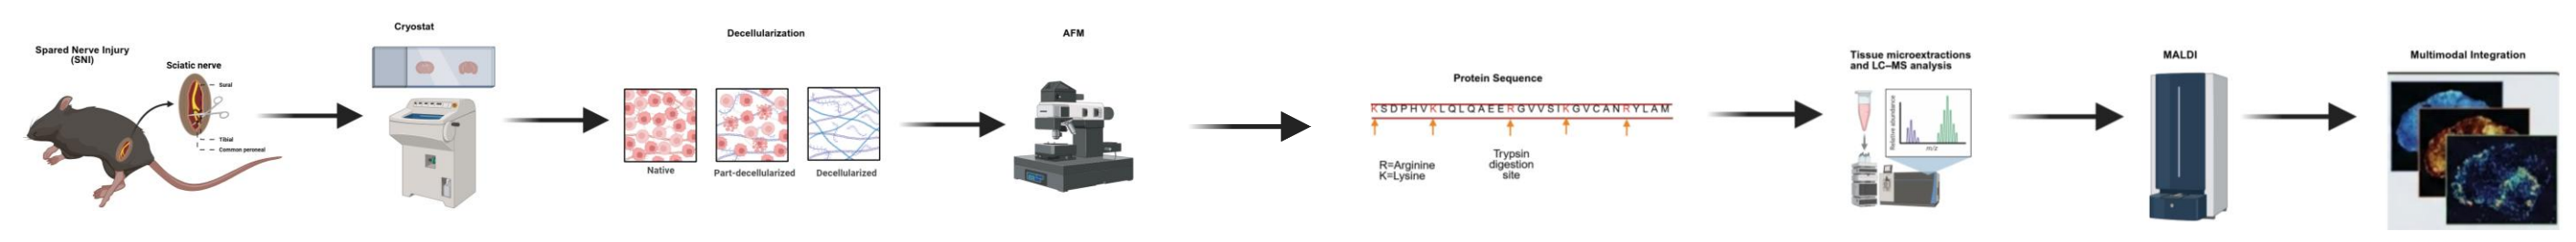 Spared Nerve Injury
(SNI)
Sciatic nerve
Sural
Tibial
Common peroneal
Cryostat
Decellularization
Native
Part-decellularized
Decellularized
AFM
Protein Sequence
KSDPHVKLQLQAEERGVVSIKGVCANRYLAM
R=Arginine
K=Lysine
Trypsin
digestion
site
Tissue microextractions
and LC–MS analysis
Relative abundance
m/z
MALDI
Multimodal Integration